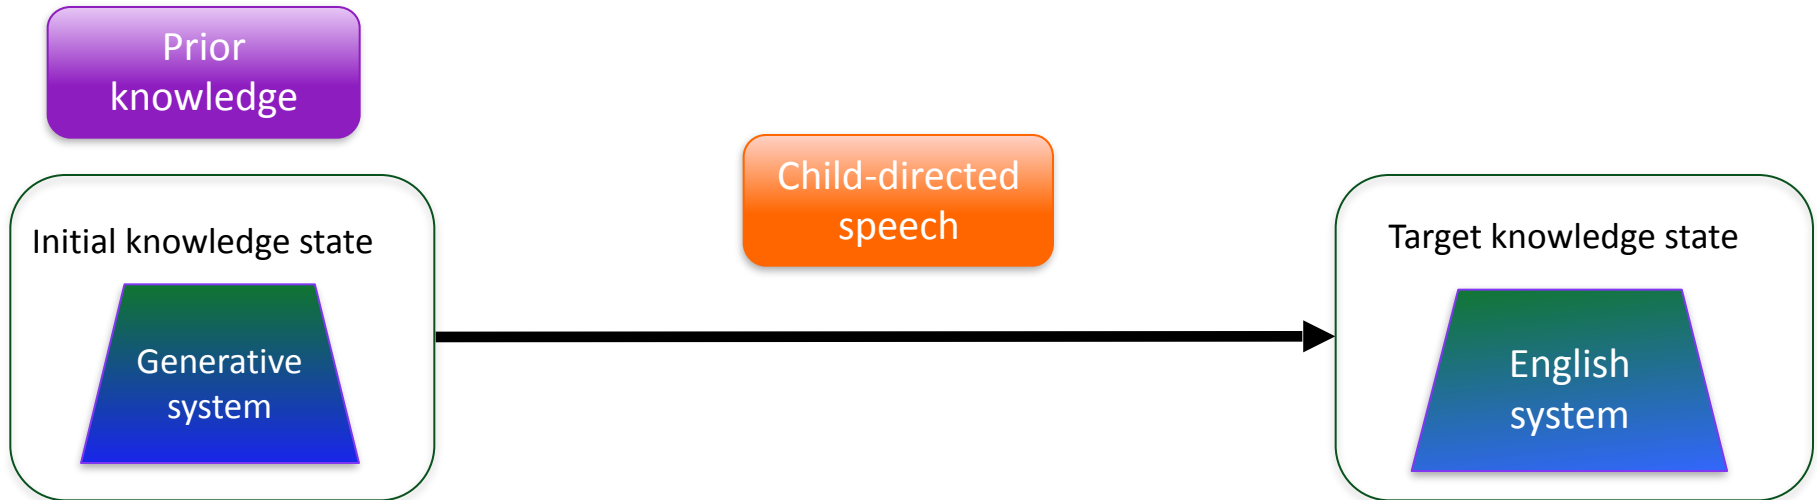 Prior
knowledge
Initial knowledge state
Generative
system
Child-directed
speech
Target knowledge state
English
system